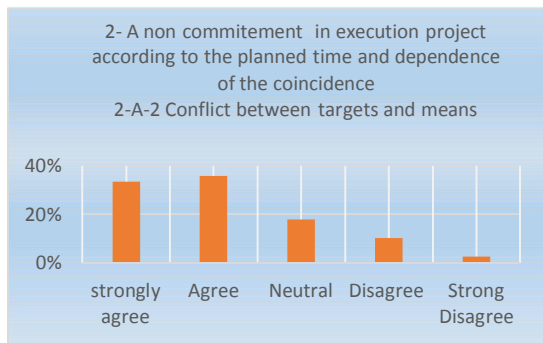 2- A non commitement in execution project
according to the planned time and dependence
of the coincidence
2-A-2 Conflict between targets and means
40%
20%
0%
strongly agree
Agree
Neutral
Disagree
Strong Disagree